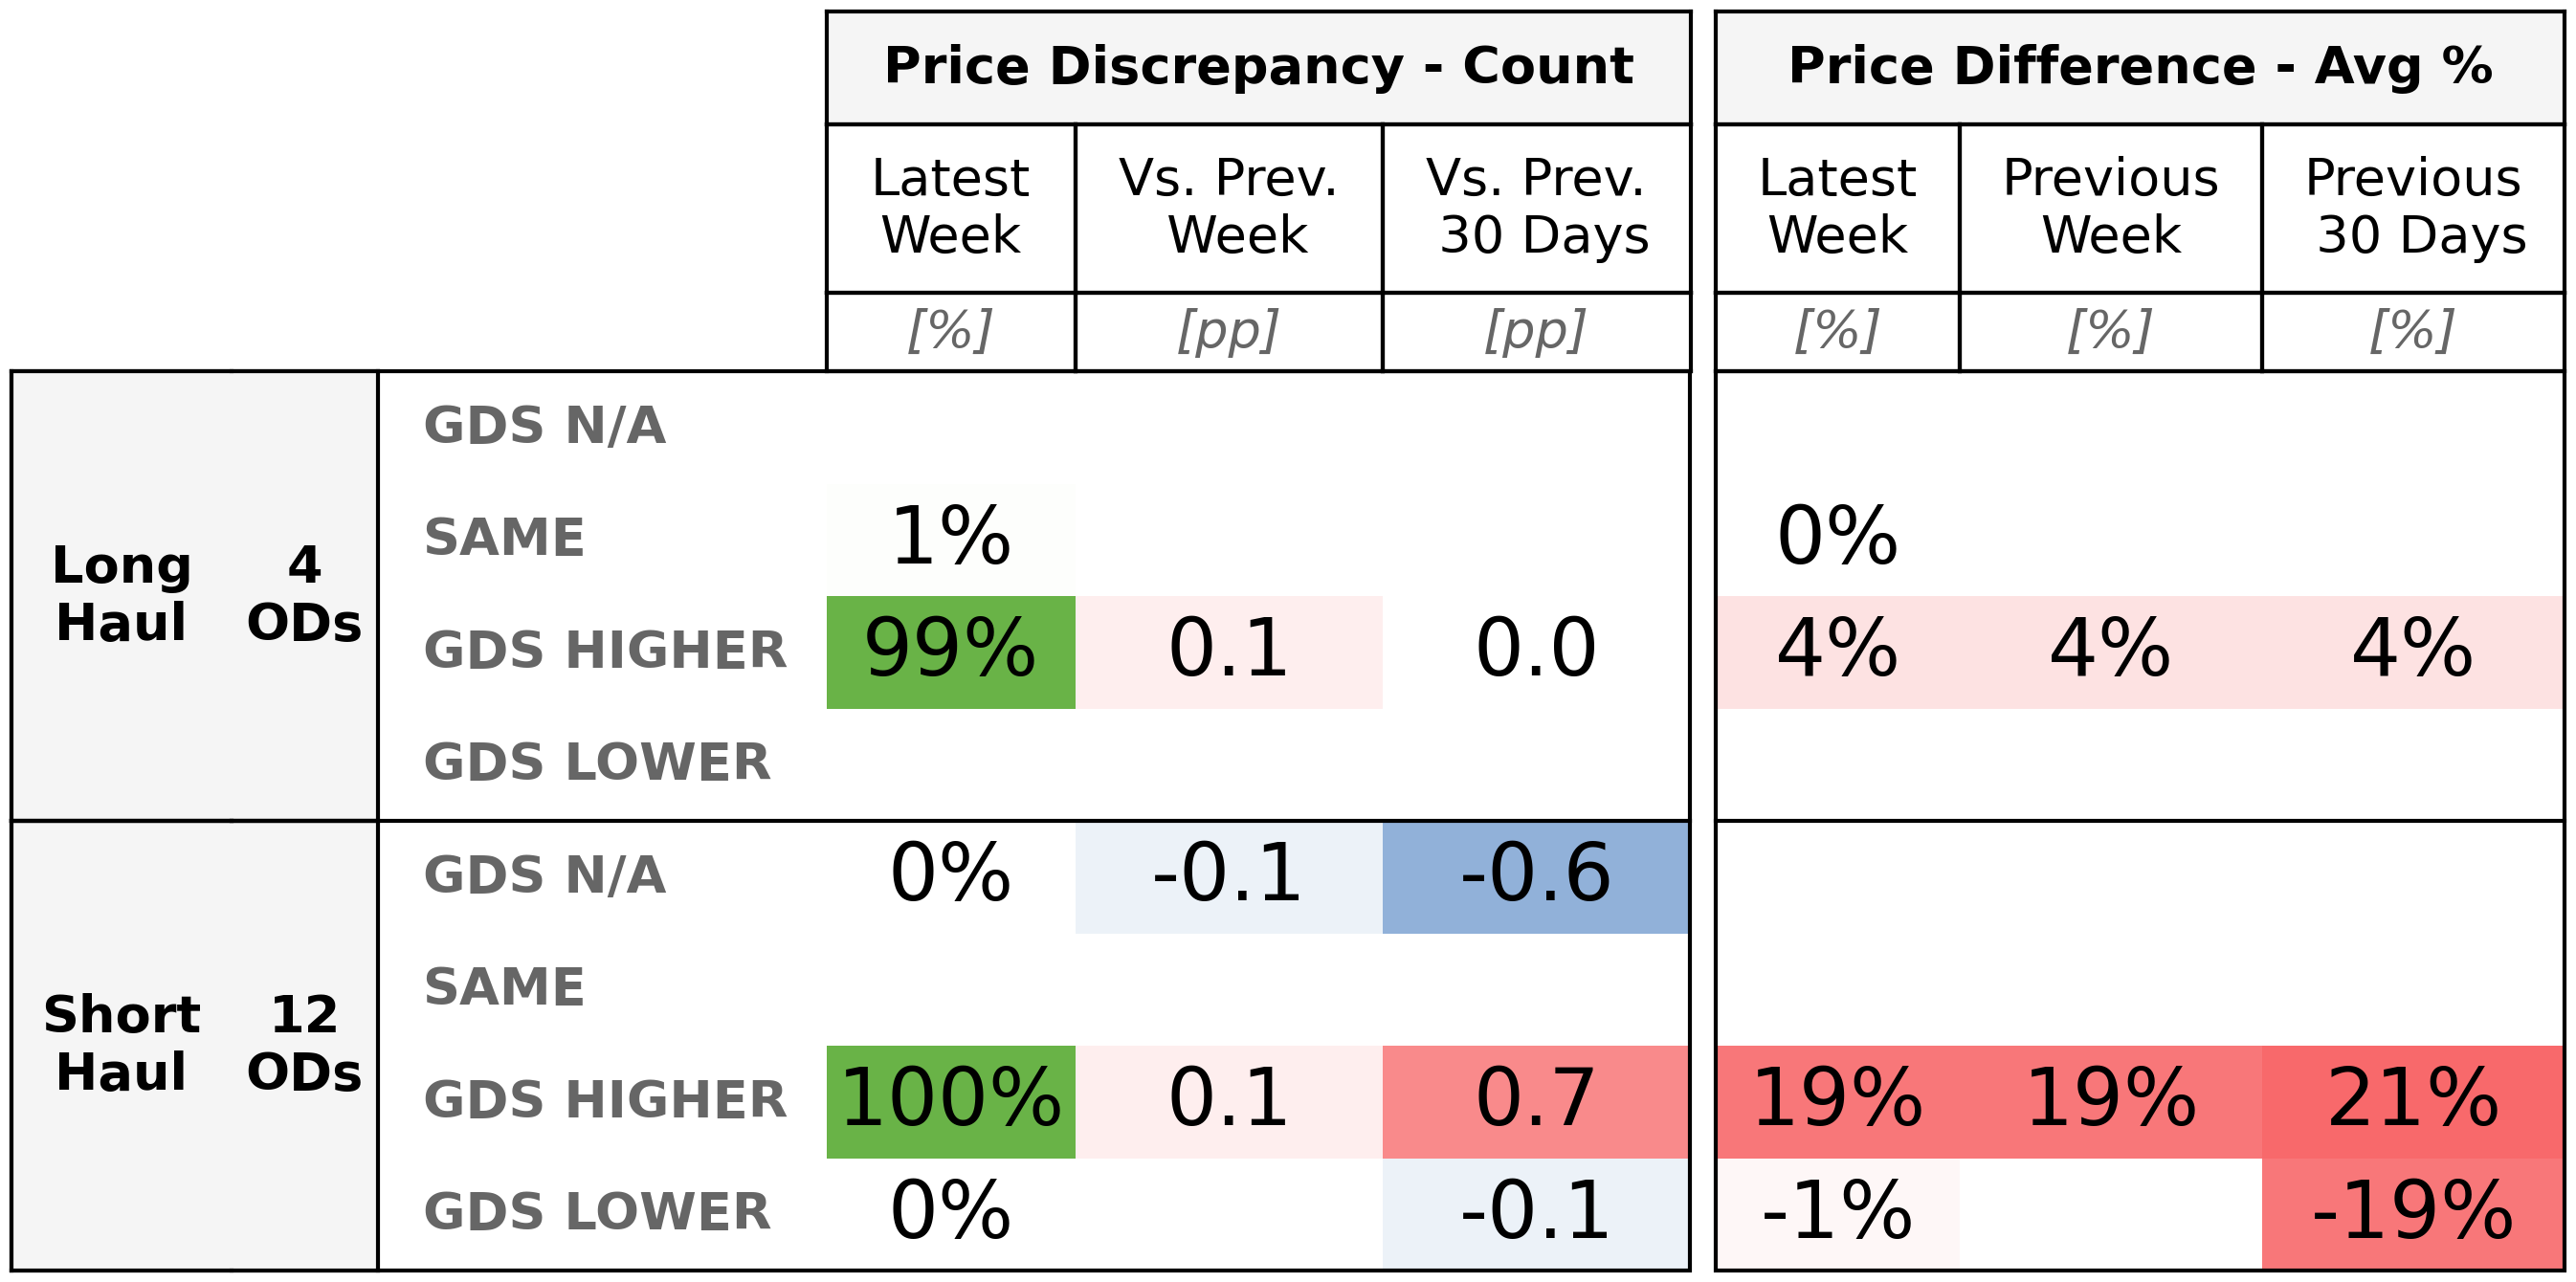 Price Discrepancy - Count Price Difference - Avg %
Latest Week Vs. Prev. Week Vs. Prev. 30 Days Latest Week Previous Week Previous 30 Days
[%] [pp] [pp] [%] [%] [%]
Long Haul 4 ODs
GDS N/A
SAME 1% 0%
GDS HIGHER 99% 0.1 0.0 4% 4% 4%
GDS LOWER
Short Haul 12 ODs
GDS N/A 0% -0.1 -0.6
SAME
GDS HIGHER 100% 0.1 0.7 19% 19% 21%
GDS LOWER 0% -0.1 -1% -19%